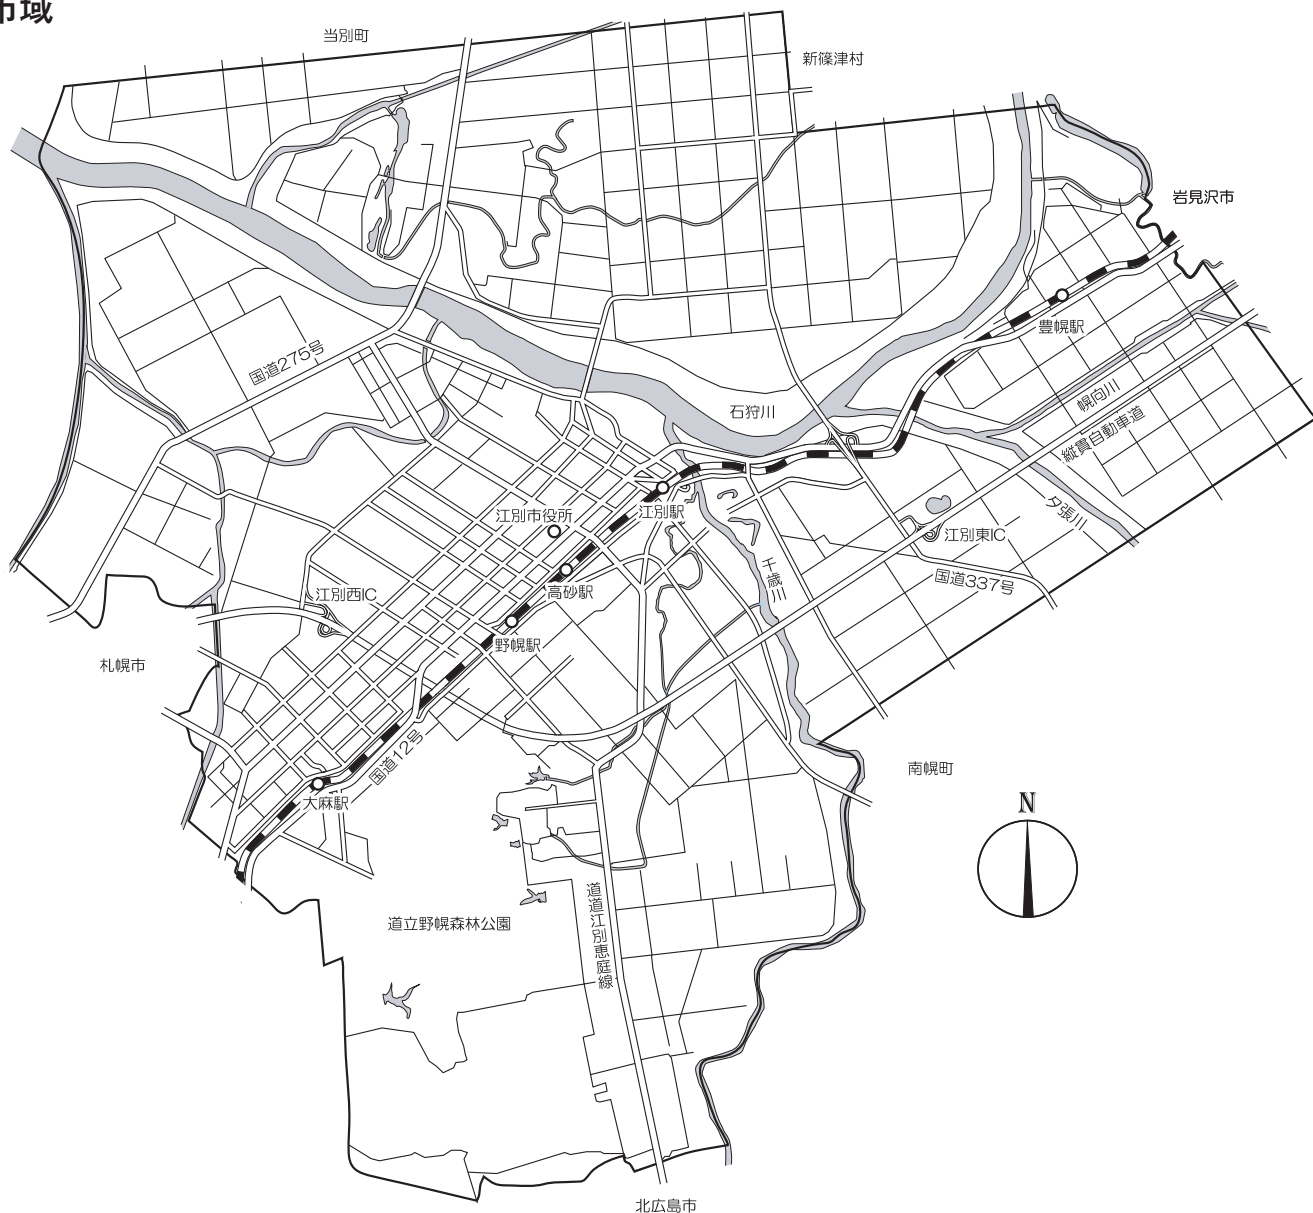 市域
当別町
新篠津村
岩見沢市
国道275号
豊幌駅
石狩川
幌向川
縦貫自動車道
夕張川
江別市役所
江別駅
江別東IC
国道337号
千歳川
高砂駅
江別西IC
野幌駅
札幌市
国道12号
大麻駅
南幌町
N
道立野幌森林公園
道道江別恵庭線
北広島市